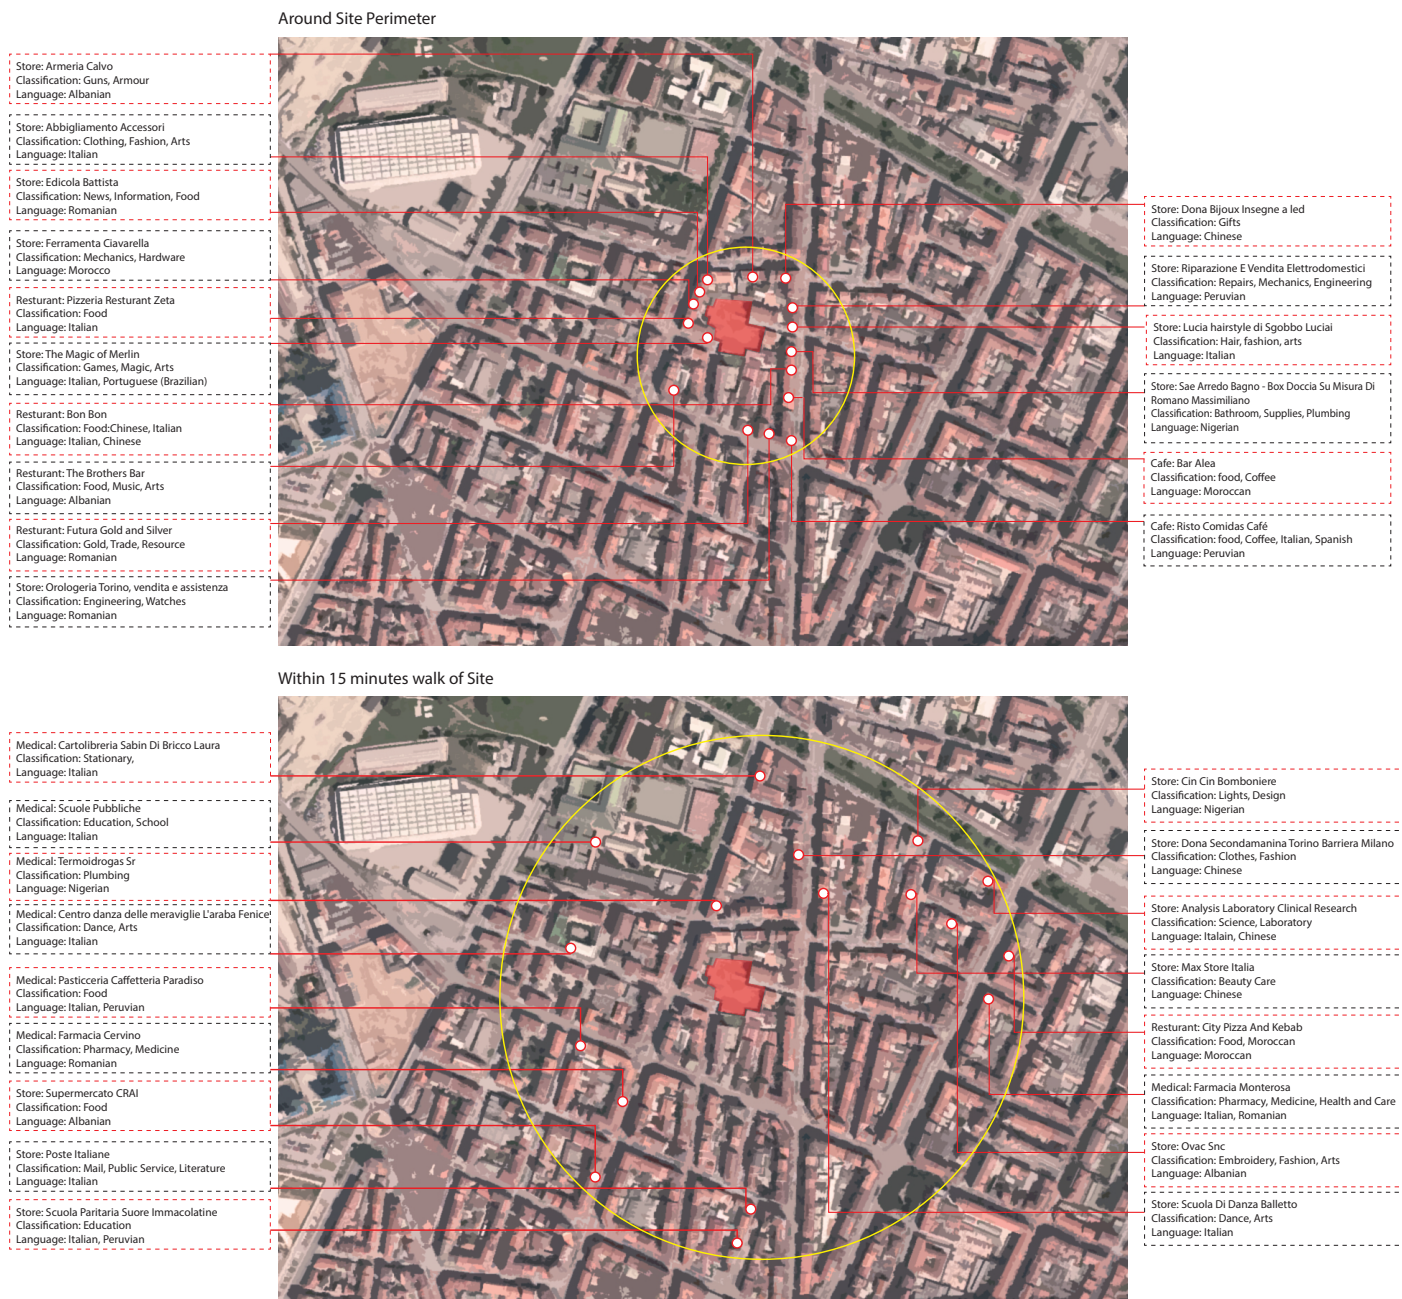 Around Site Perimeter
Store: Armeria Calvo
Classification: Guns, Armour
Language: Albanian
Store: Abbigliamento Accessori
Classification: Clothing, Fashion, Arts
Language: Italian
Store: Edicola Battista
Classification: News, Information, Food
Language: Romanian
Store: Ferramenta Ciavarella
Classification: Mechanics, Hardware
Language: Morocco
Resturant: Pizzeria Resturant Zeta
Classification: Food
Language: Italian
Store: The Magic of Merlin
Classification: Games, Magic, Arts
Language: Italian, Portuguese (Brazilian)
Resturant: Bon Bon
Classification: Food:Chinese, Italian
Language: Italian, Chinese
Resturant: The Brothers Bar
Classification: Food, Music, Arts
Language: Albanian
Resturant: Futura Gold and Silver
Classification: Gold, Trade, Resource
Language: Romanian
Store: Orologeria Torino, vendita e assistenza
Classification: Engineering, Watches
Language: Romanian
Store: Dona Bijoux Insegne a led
Classification: Gifts
Language: Chinese
Store: Riparazione E Vendita Elettrodomestici
Classification: Repairs, Mechanics, Engineering
Language: Peruvian
Store: Lucia hairstyle di Sgobbo Luciai
Classification: Hair, fashion, arts
Language: Italian
Store: Sae Arredo Bagno - Box Doccia Su Misura Di
Romano Massimiliano
Classification: Bathroom, Supplies, Plumbing
Language: Nigerian
Cafe: Bar Alea
Classification: food, Coffee
Language: Moroccan
Cafe: Risto Comidas Café
Classification: food, Coffee, Italian, Spanish
Language: Peruvian
Within 15 minutes walk of Site
Medical: Cartolibreria Sabin Di Bricco Laura
Classification: Stationary,
Language: Italian
Medical: Scuole Pubbliche
Classification: Education, School
Language: Italian
Medical: Termoidrogas Sr
Classification: Plumbing
Language: Nigerian
Medical: Centro danza delle meraviglie L'araba Fenice
Classification: Dance, Arts
Language: Italian
Medical: Pasticceria Caffetteria Paradiso
Classification: Food
Language: Italian, Peruvian
Medical: Farmacia Cervino
Classification: Pharmacy, Medicine
Language: Romanian
Store: Supermercato CRAI
Classification: Food
Language: Albanian
Store: Poste Italiane
Classification: Mail, Public Service, Literature
Language: Italian
Store: Scuola Paritaria Suore Immacolatine
Classification: Education
Language: Italian, Peruvian
Store: Cin Cin Bomboniere
Classification: Lights, Design
Language: Nigerian
Store: Dona Secondamanina Torino Barriera Milano
Classification: Clothes, Fashion
Language: Chinese
Store: Analysis Laboratory Clinical Research
Classification: Science, Laboratory
Language: Italain, Chinese
Store: Max Store Italia
Classification: Beauty Care
Language: Chinese
Resturant: City Pizza And Kebab
Classification: Food, Moroccan
Language: Moroccan
Medical: Farmacia Monterosa
Classification: Pharmacy, Medicine, Health and Care
Language: Italian, Romanian
Store: Ovac Snc
Classification: Embroidery, Fashion, Arts
Language: Albanian
Store: Scuola Di Danza Balletto
Classification: Dance, Arts
Language: Italian